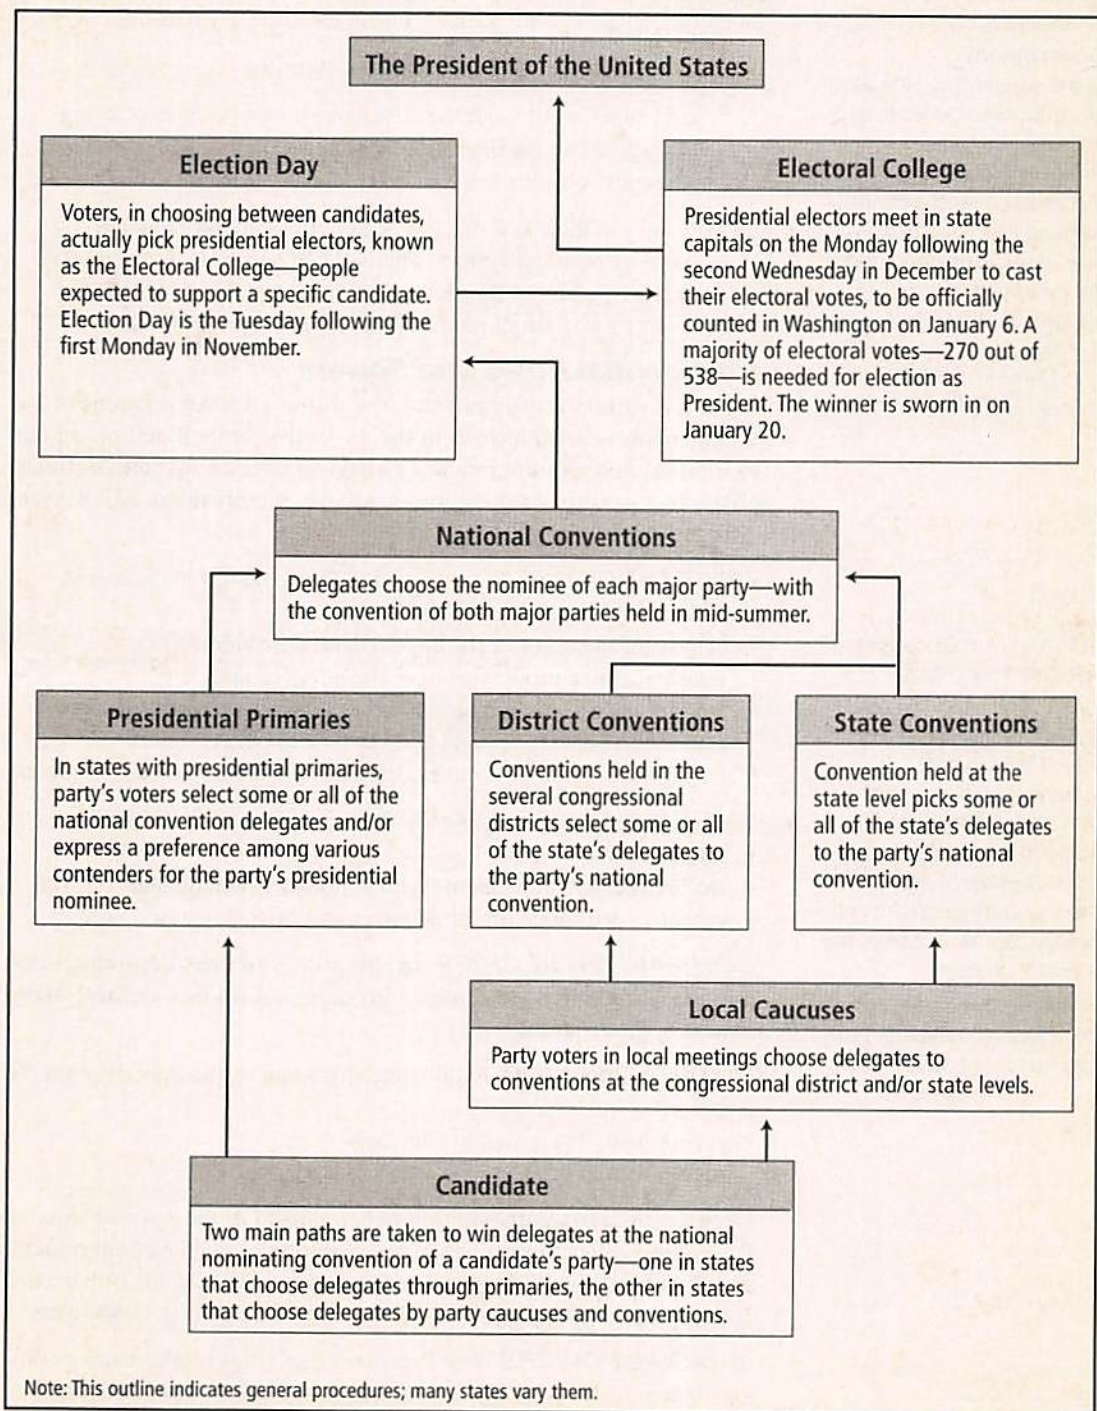 The President of the United States
Election Day
Voters, in choosing between candidates,
actually pick presidential electors, known
as the Electoral College—people
expected to support a specific candidate.
Election Day is the Tuesday following the
first Monday in November.
Electoral College
Presidential electors meet in state
capitals on the Monday following the
second Wednesday in December to cast
their electoral votes, to be officially
counted in Washington on January 6. A
majority of electoral votes—270 out of
538—is needed for election as
President. The winner is sworn in on
January 20.
National Conventions
Delegates choose the nominee of each major party—with
the convention of both major parties held in mid-summer.
Presidential Primaries
In states with presidential primaries,
party's voters select some or all of the
national convention delegates and/or
express a preference among various
contenders for the party's presidential
nominee.
District Conventions
Conventions held in the
several congressional
districts select some or all
of the state's delegates to
the party's national
convention.
State Conventions
Convention held at the
state level picks some or
all of the state's delegates
to the party's national
convention.
Local Caucuses
Party voters in local meetings choose delegates to
conventions at the congressional district and/or state levels.
Candidate
Two main paths are taken to win delegates at the national
nominating convention of a candidate's party—one in states
that choose delegates through primaries, the other in states
that choose delegates by party caucuses and conventions.
Note: This outline indicates general procedures; many states vary them.